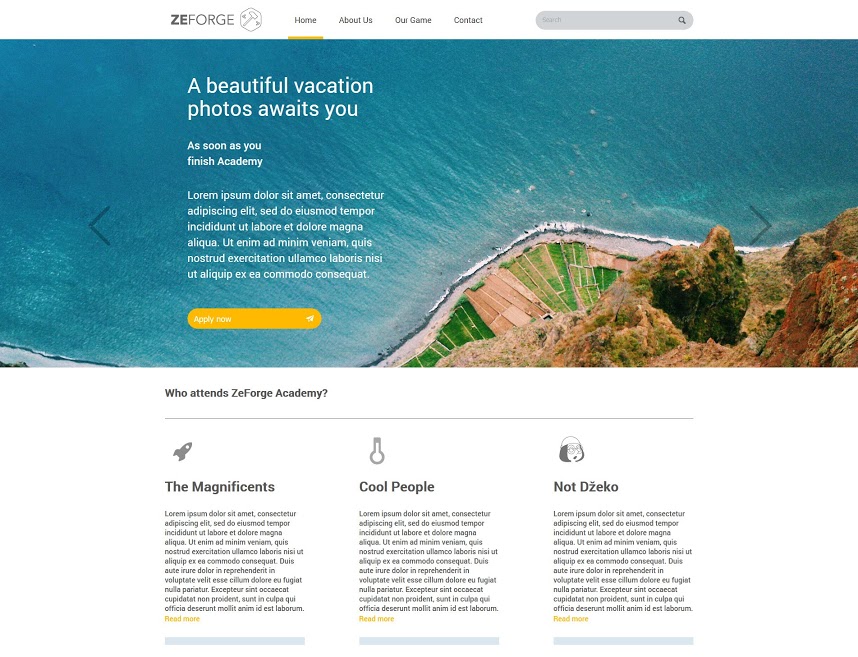 ZEFORGE
Home About Us Our Game Contact
Search
A beautiful vacation
photos awaits you
As soon as you
finish Academy
Lorem ipsum dolor sit amet, consectetur
adipiscing elit, sed do eiusmod tempor
incididunt ut labore et dolore magna
aliqua. Ut enim ad minim veniam, quis
nostrud exercitation ullamco laboris nisi
ut aliquip ex ea commodo consequat.
Apply now
Who attends ZeForge Academy?
The Magnificents
Lorem ipsum dolor sit amet, consectetur
adipiscing elit, sed do eiusmod tempor
incididunt ut labore et dolore magna
aliqua. Ut enim ad minim veniam, quis
nostrud exercitation ullamco laboris nisi ut
aliquip ex ea commodo consequat. Duis
aute irure dolor in reprehenderit in
voluptate velit esse cillum dolore eu fugiat
nulla pariatur. Excepteur sint occaecat
cupidatat non proident, sunt in culpa qui
officia deserunt mollit anim id est laborum.
Read more
Cool People
Lorem ipsum dolor sit amet, consectetur
adipiscing elit, sed do eiusmod tempor
incididunt ut labore et dolore magna
aliqua. Ut enim ad minim veniam, quis
nostrud exercitation ullamco laboris nisi ut
aliquip ex ea commodo consequat. Duis
aute irure dolor in reprehenderit in
voluptate velit esse cillum dolore eu fugiat
nulla pariatur. Excepteur sint occaecat
cupidatat non proident, sunt in culpa qui
officia deserunt mollit anim id est laborum.
Read more
Not Džeko
Lorem ipsum dolor sit amet, consectetur
adipiscing elit, sed do eiusmod tempor
incididunt ut labore et dolore magna
aliqua. Ut enim ad minim veniam, quis
nostrud exercitation ullamco laboris nisi ut
aliquip ex ea commodo consequat. Duis
aute irure dolor in reprehenderit in
voluptate velit esse cillum dolore eu fugiat
nulla pariatur. Excepteur sint occaecat
cupidatat non proident, sunt in culpa qui
officia deserunt mollit anim id est laborum.
Read more